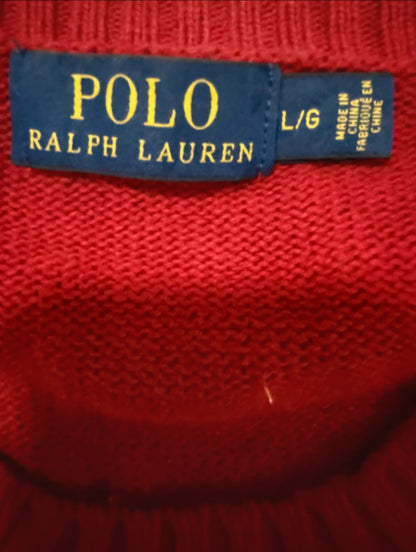 POLO
RALPH LAUREN
L/G
MADE IN
CHINA
FABRIQUÉ EN
CHINE